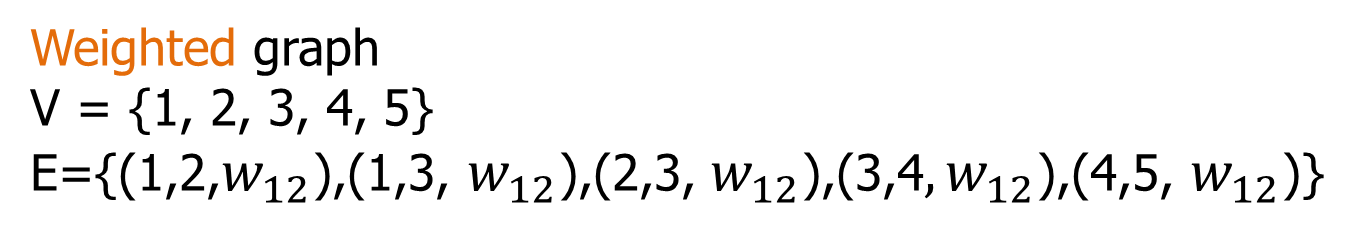 Weighted graph
V = {1, 2, 3, 4, 5}
E={(1,2,𝑤₁₂),(1,3, 𝑤₁₂),(2,3, 𝑤₁₂),(3,4, 𝑤₁₂),(4,5, 𝑤₁₂)}